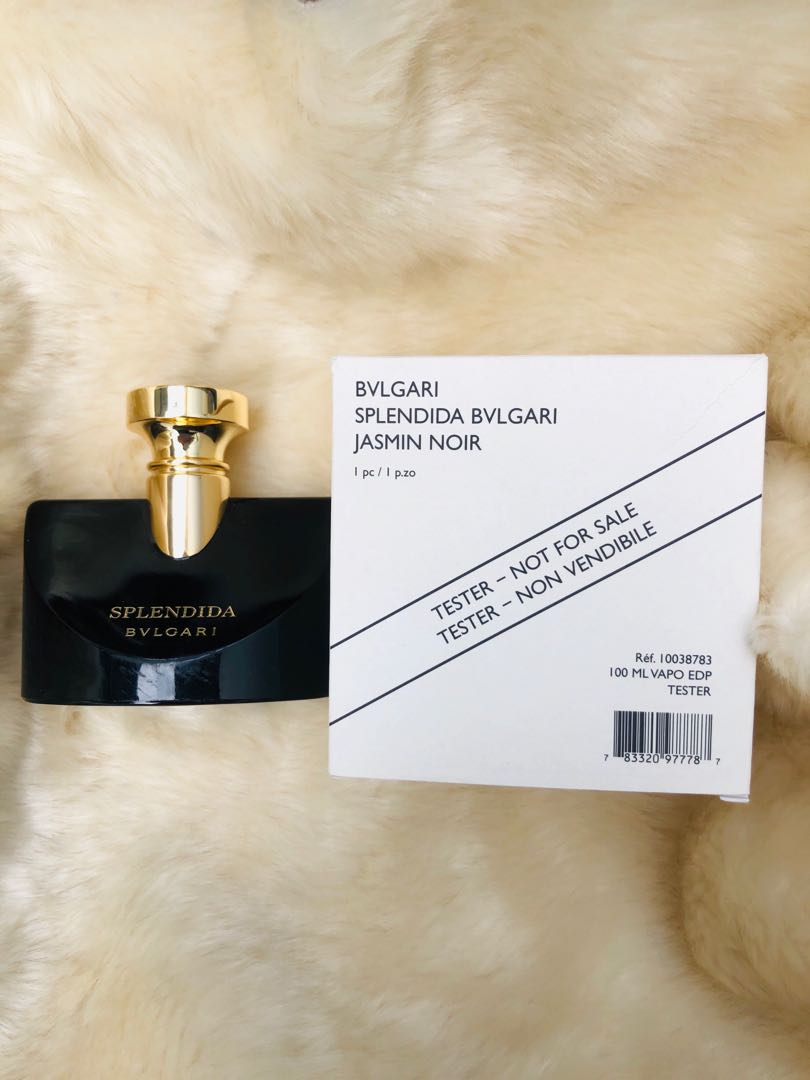 SPLENDIDA
BVLGARI
BVLGARI
SPLENDIDA BVLGARI
JASMIN NOIR
1 pc / 1 p.zo
TESTER – NOT FOR SALE
TESTER – NON VENDIBILE
Réf. 10038783
100 ML VAPO EDP
TESTER
7 83320 97778 7